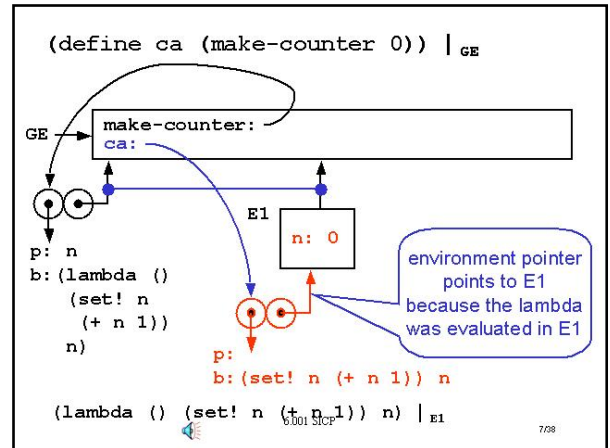 (define ca (make-counter 0)) | GE
make-counter:
GE
ca:
E1
n: 0
p: n
b:(lambda ()
(set! n
(+ n 1))
n)
environment pointer
points to E1
because the lambda
was evaluated in E1
p:
b:(set! n (+ n 1)) n
(lambda () (set! n (+ n 1)) n) | E1
6.001 SICP
7/38